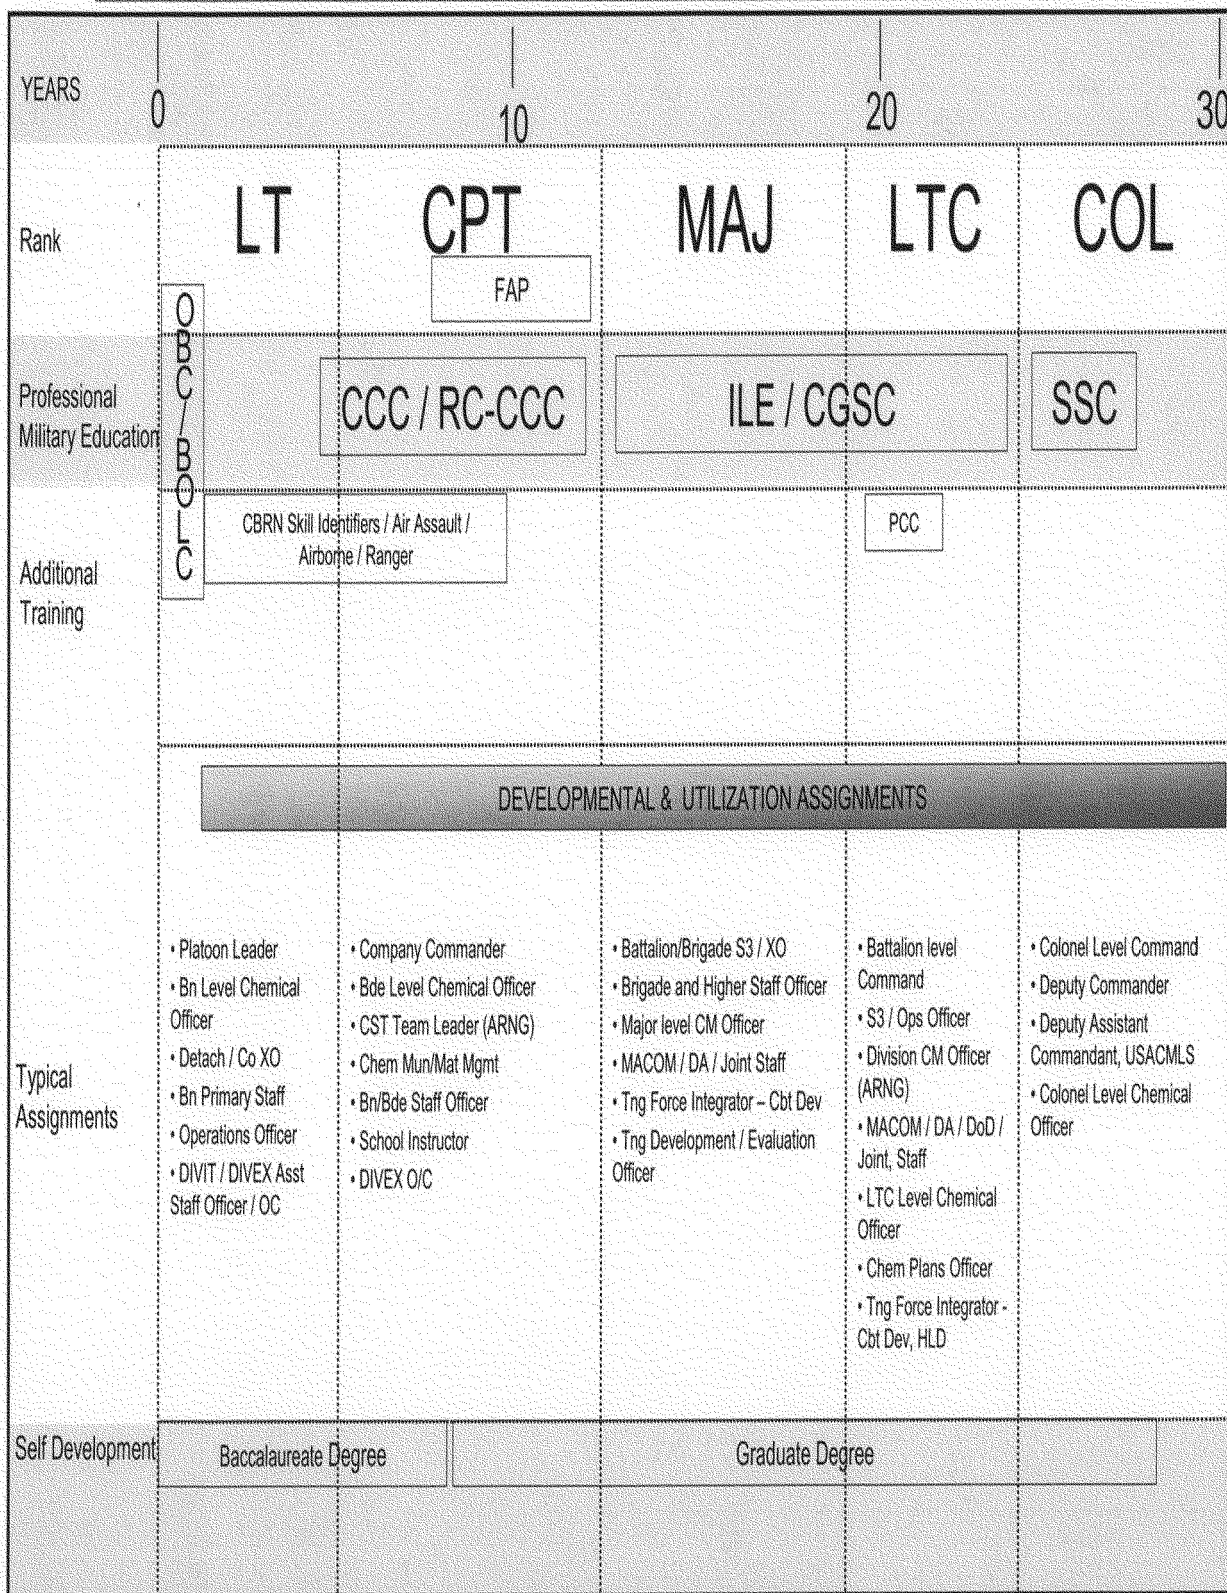 YEARS
0
10
20
30
Rank
LT
CPT
MAJ
LTC
COL
FAP
OBC/BOLC
Professional
Military Education
CCC / RC-CCC
ILE / CGSC
SSC
Additional
Training
CBRN Skill Identifiers / Air Assault /
Airborne / Ranger
PCC
DEVELOPMENTAL & UTILIZATION ASSIGNMENTS
Typical
Assignments
• Platoon Leader
• Bn Level Chemical
Officer
• Detach / Co XO
• Bn Primary Staff
• Operations Officer
• DIVIT / DIVEX Asst
Staff Officer / OC
• Company Commander
• Bde Level Chemical Officer
• CST Team Leader (ARNG)
• Chem Mun/Mat Mgmt
• Bn/Bde Staff Officer
• School Instructor
• DIVEX O/C
• Battalion/Brigade S3 / XO
• Brigade and Higher Staff Officer
• Major level CM Officer
• MACOM / DA / Joint Staff
• Tng Force Integrator – Cbt Dev
• Tng Development / Evaluation
Officer
• Battalion level
Command
• S3 / Ops Officer
• Division CM Officer
(ARNG)
• MACOM / DA / DoD /
Joint, Staff
• LTC Level Chemical
Officer
• Chem Plans Officer
• Tng Force Integrator -
Cbt Dev, HLD
• Colonel Level Command
• Deputy Commander
• Deputy Assistant
Commandant, USACMLS
• Colonel Level Chemical
Officer
Self Development
Baccalaureate Degree
Graduate Degree